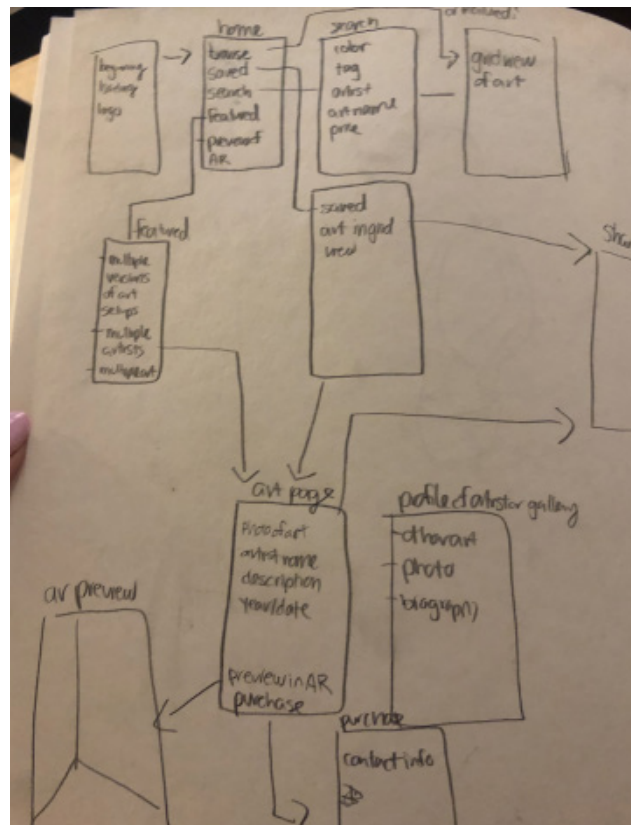 home
browse
saved
search
featured
preview of
AR
search
color
tag
artist
art name
price
grid view
of art
logo
featured
multiple
versions
of art
setups
multiple
artists
multiple art
saved
art in grid
view
art page
photo of art
artist name
description
year/date
preview in AR
purchase
profile of artist or gallery
other art
photo
ar preview
purchase
contact info